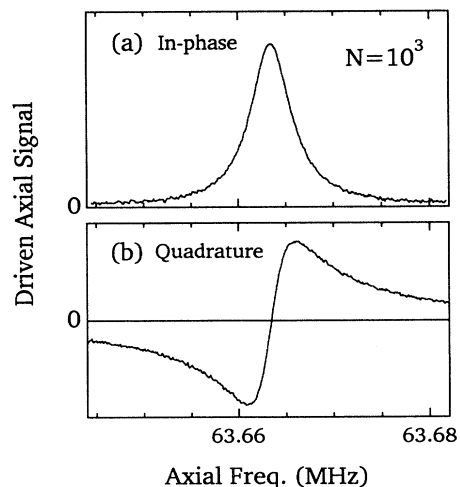 (a) In-phase
N=10³
0
(b) Quadrature
0
63.66
63.68
Axial Freq. (MHz)
Driven Axial Signal